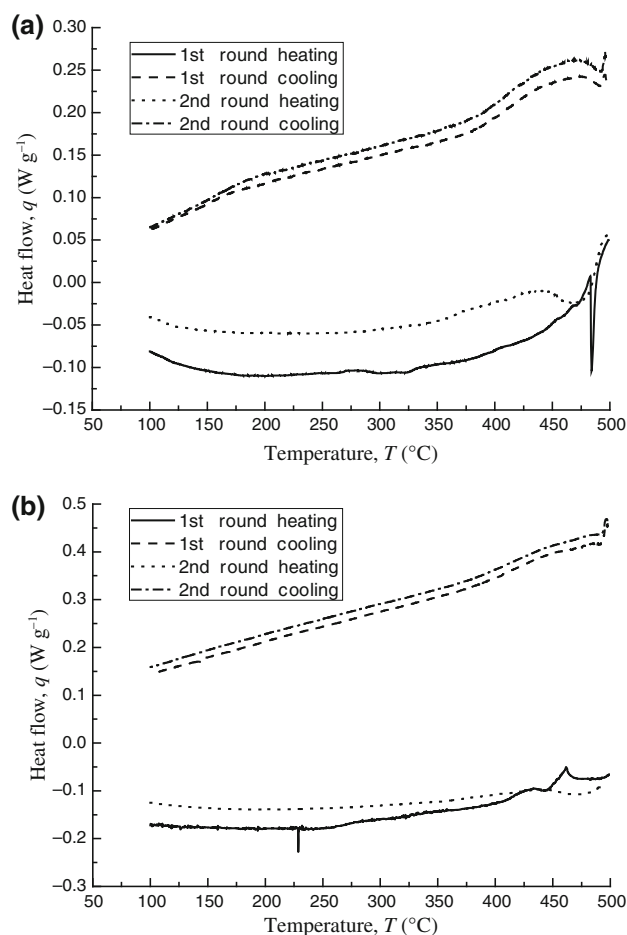 (a)
0.30
0.25
0.20
0.15
0.10
0.05
0.00
−0.05
−0.10
−0.15
Heat flow, q (W g⁻¹)
1st round heating
1st round cooling
2nd round heating
2nd round cooling
50 100 150 200 250 300 350 400 450 500
Temperature, T (°C)
(b)
0.5
0.4
0.3
0.2
0.1
0.0
−0.1
−0.2
−0.3
Heat flow, q (W g⁻¹)
1st round heating
1st round cooling
2nd round heating
2nd round cooling
50 100 150 200 250 300 350 400 450 500
Temperature, T (°C)